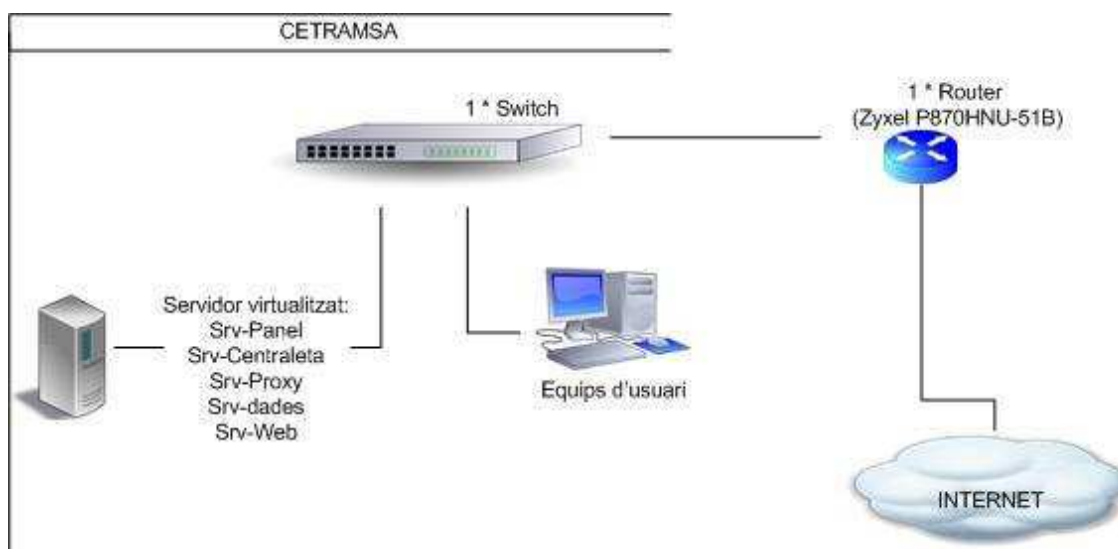 CETRAMSA
1 * Switch
1 * Router
(Zyxel P870HNU-51B)
Servidor virtualitzat:
Srv-Panel
Srv-Centraleta
Srv-Proxy
Srv-dades
Srv-Web
Equips d'usuari
INTERNET